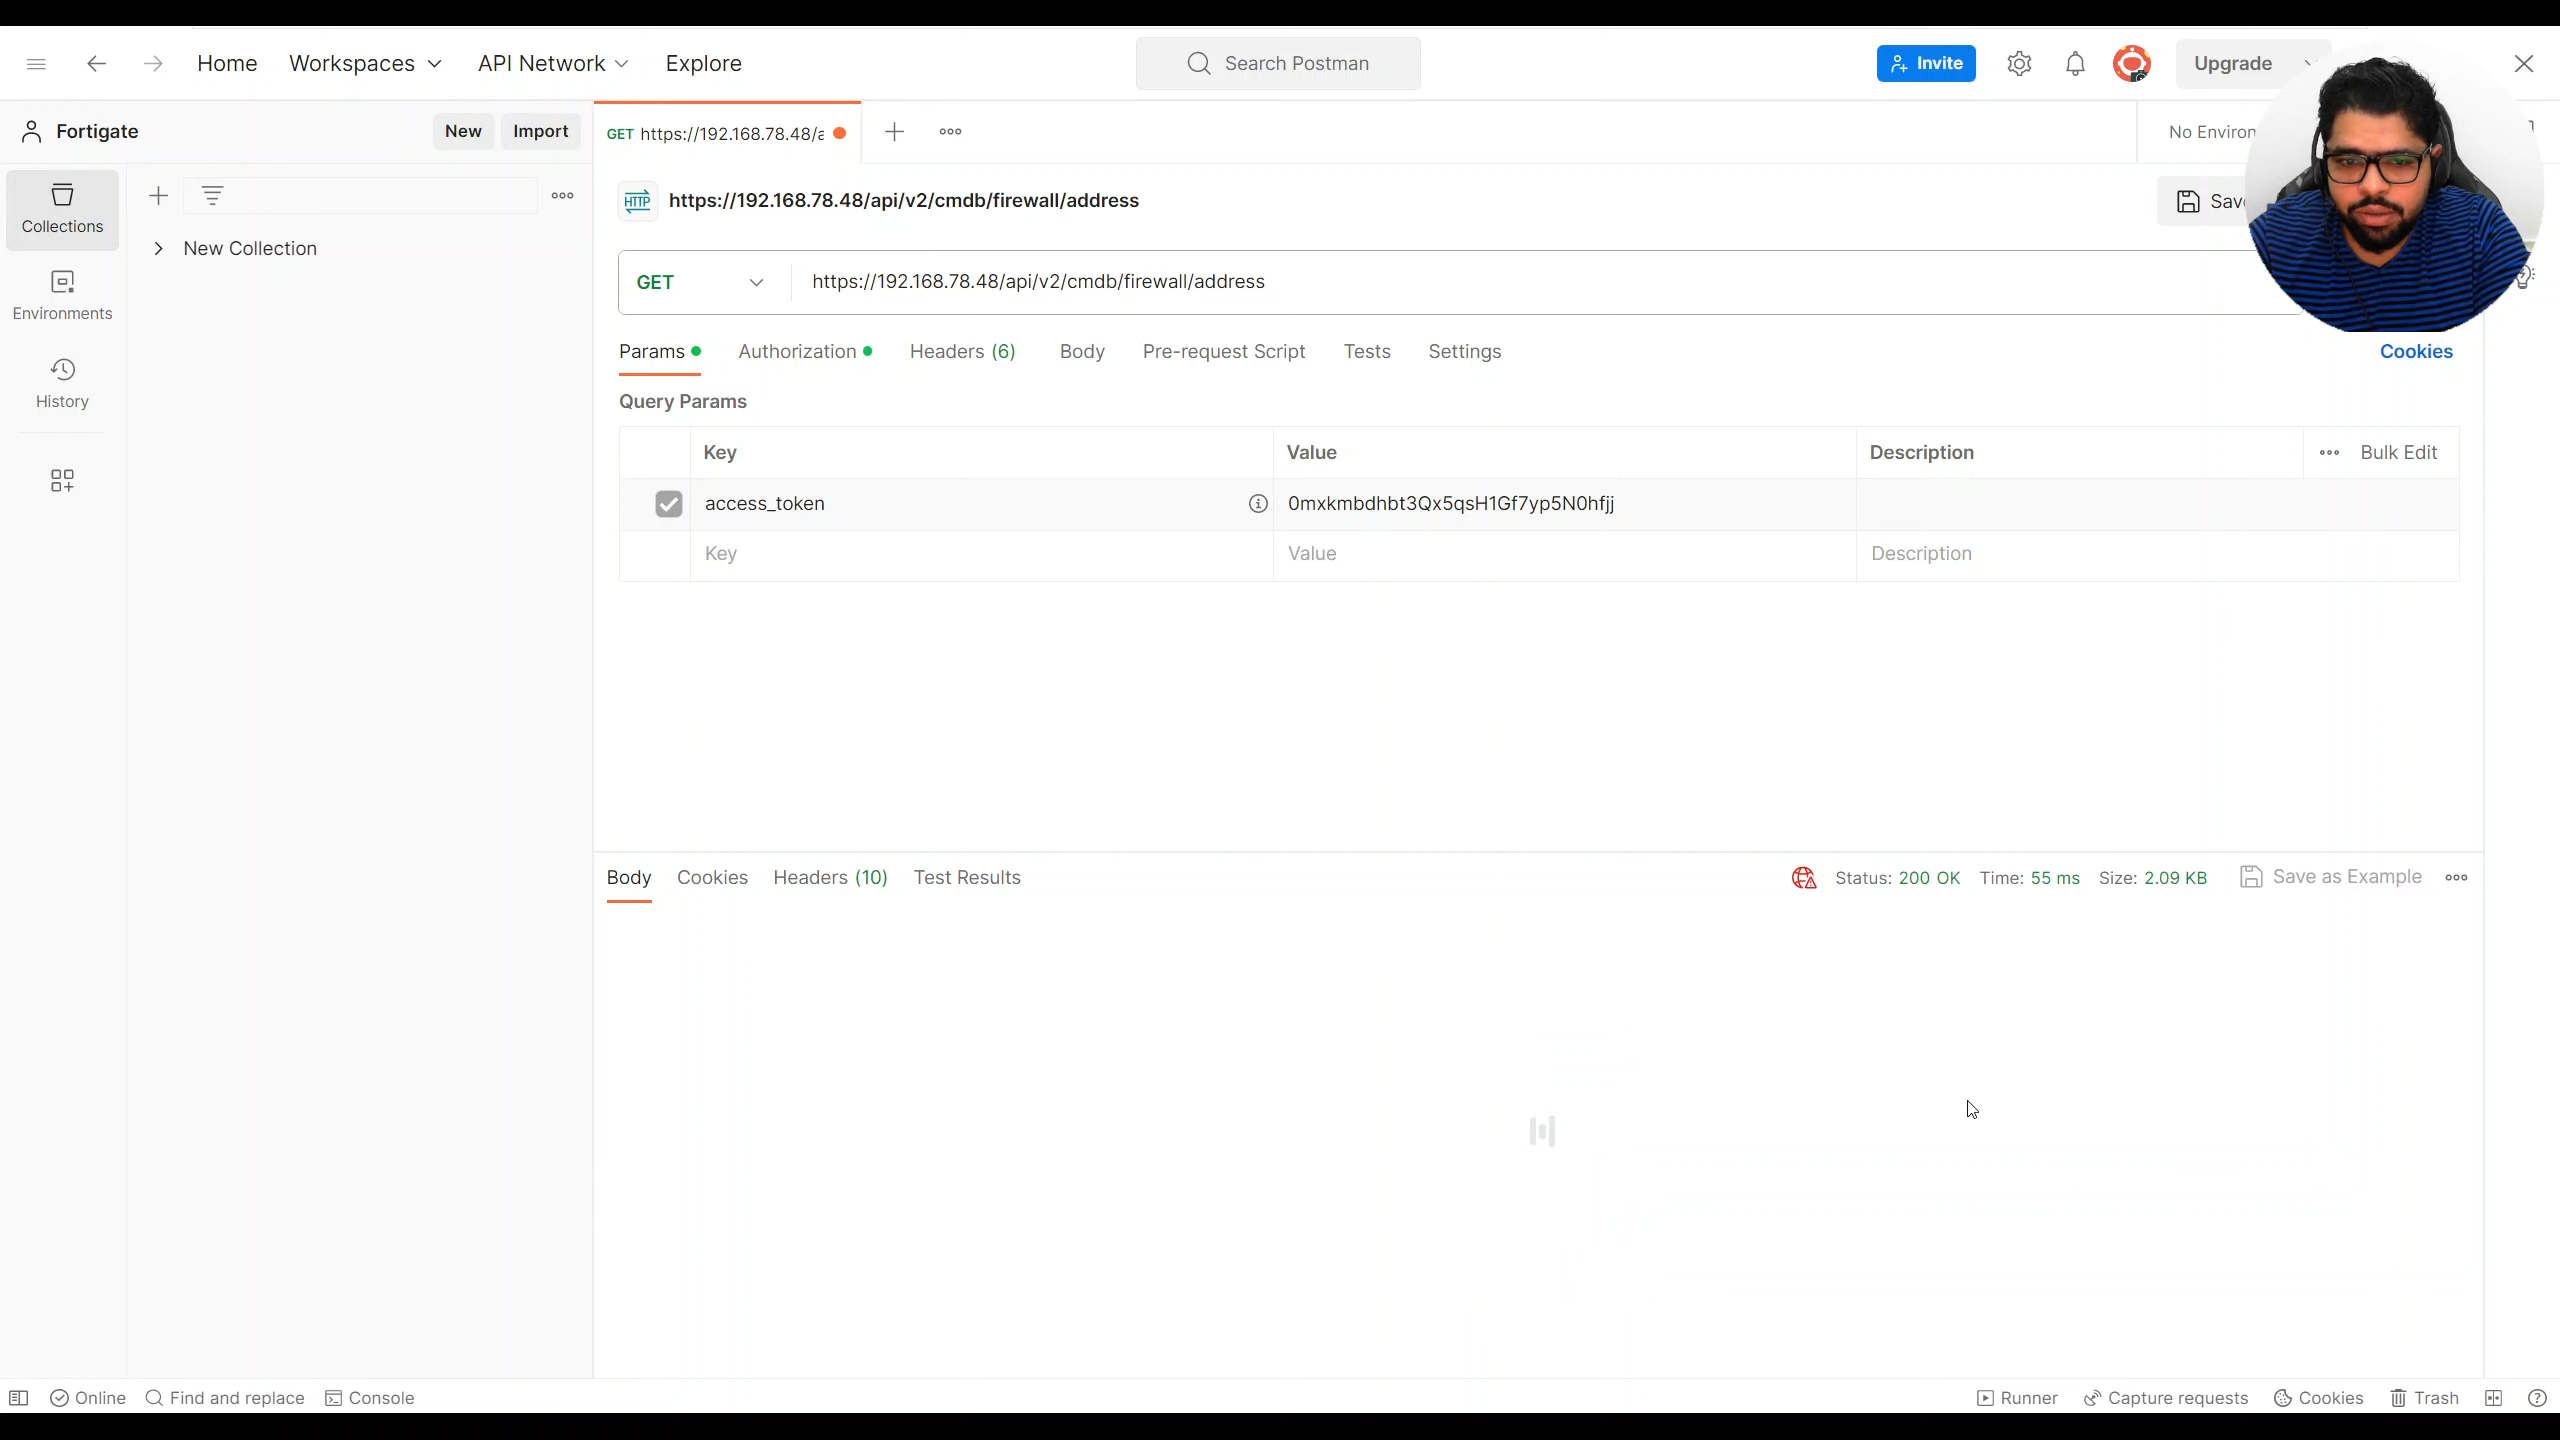 Home Workspaces API Network Explore
Search Postman
Invite
Upgrade
Fortigate
New Import
GET https://192.168.78.48/a
No Environ
Collections
New Collection
Environments
History
HTTP https://192.168.78.48/api/v2/cmdb/firewall/address
GET https://192.168.78.48/api/v2/cmdb/firewall/address
Params Authorization Headers (6) Body Pre-request Script Tests Settings
Cookies
Query Params
Key Value Description Bulk Edit
access_token 0mxkmbdhbt3Qx5qsH1Gf7yp5N0hfjj
Key Value Description
Body Cookies Headers (10) Test Results
Status: 200 OK Time: 55 ms Size: 2.09 KB Save as Example
Online Find and replace Console
Runner Capture requests Cookies Trash